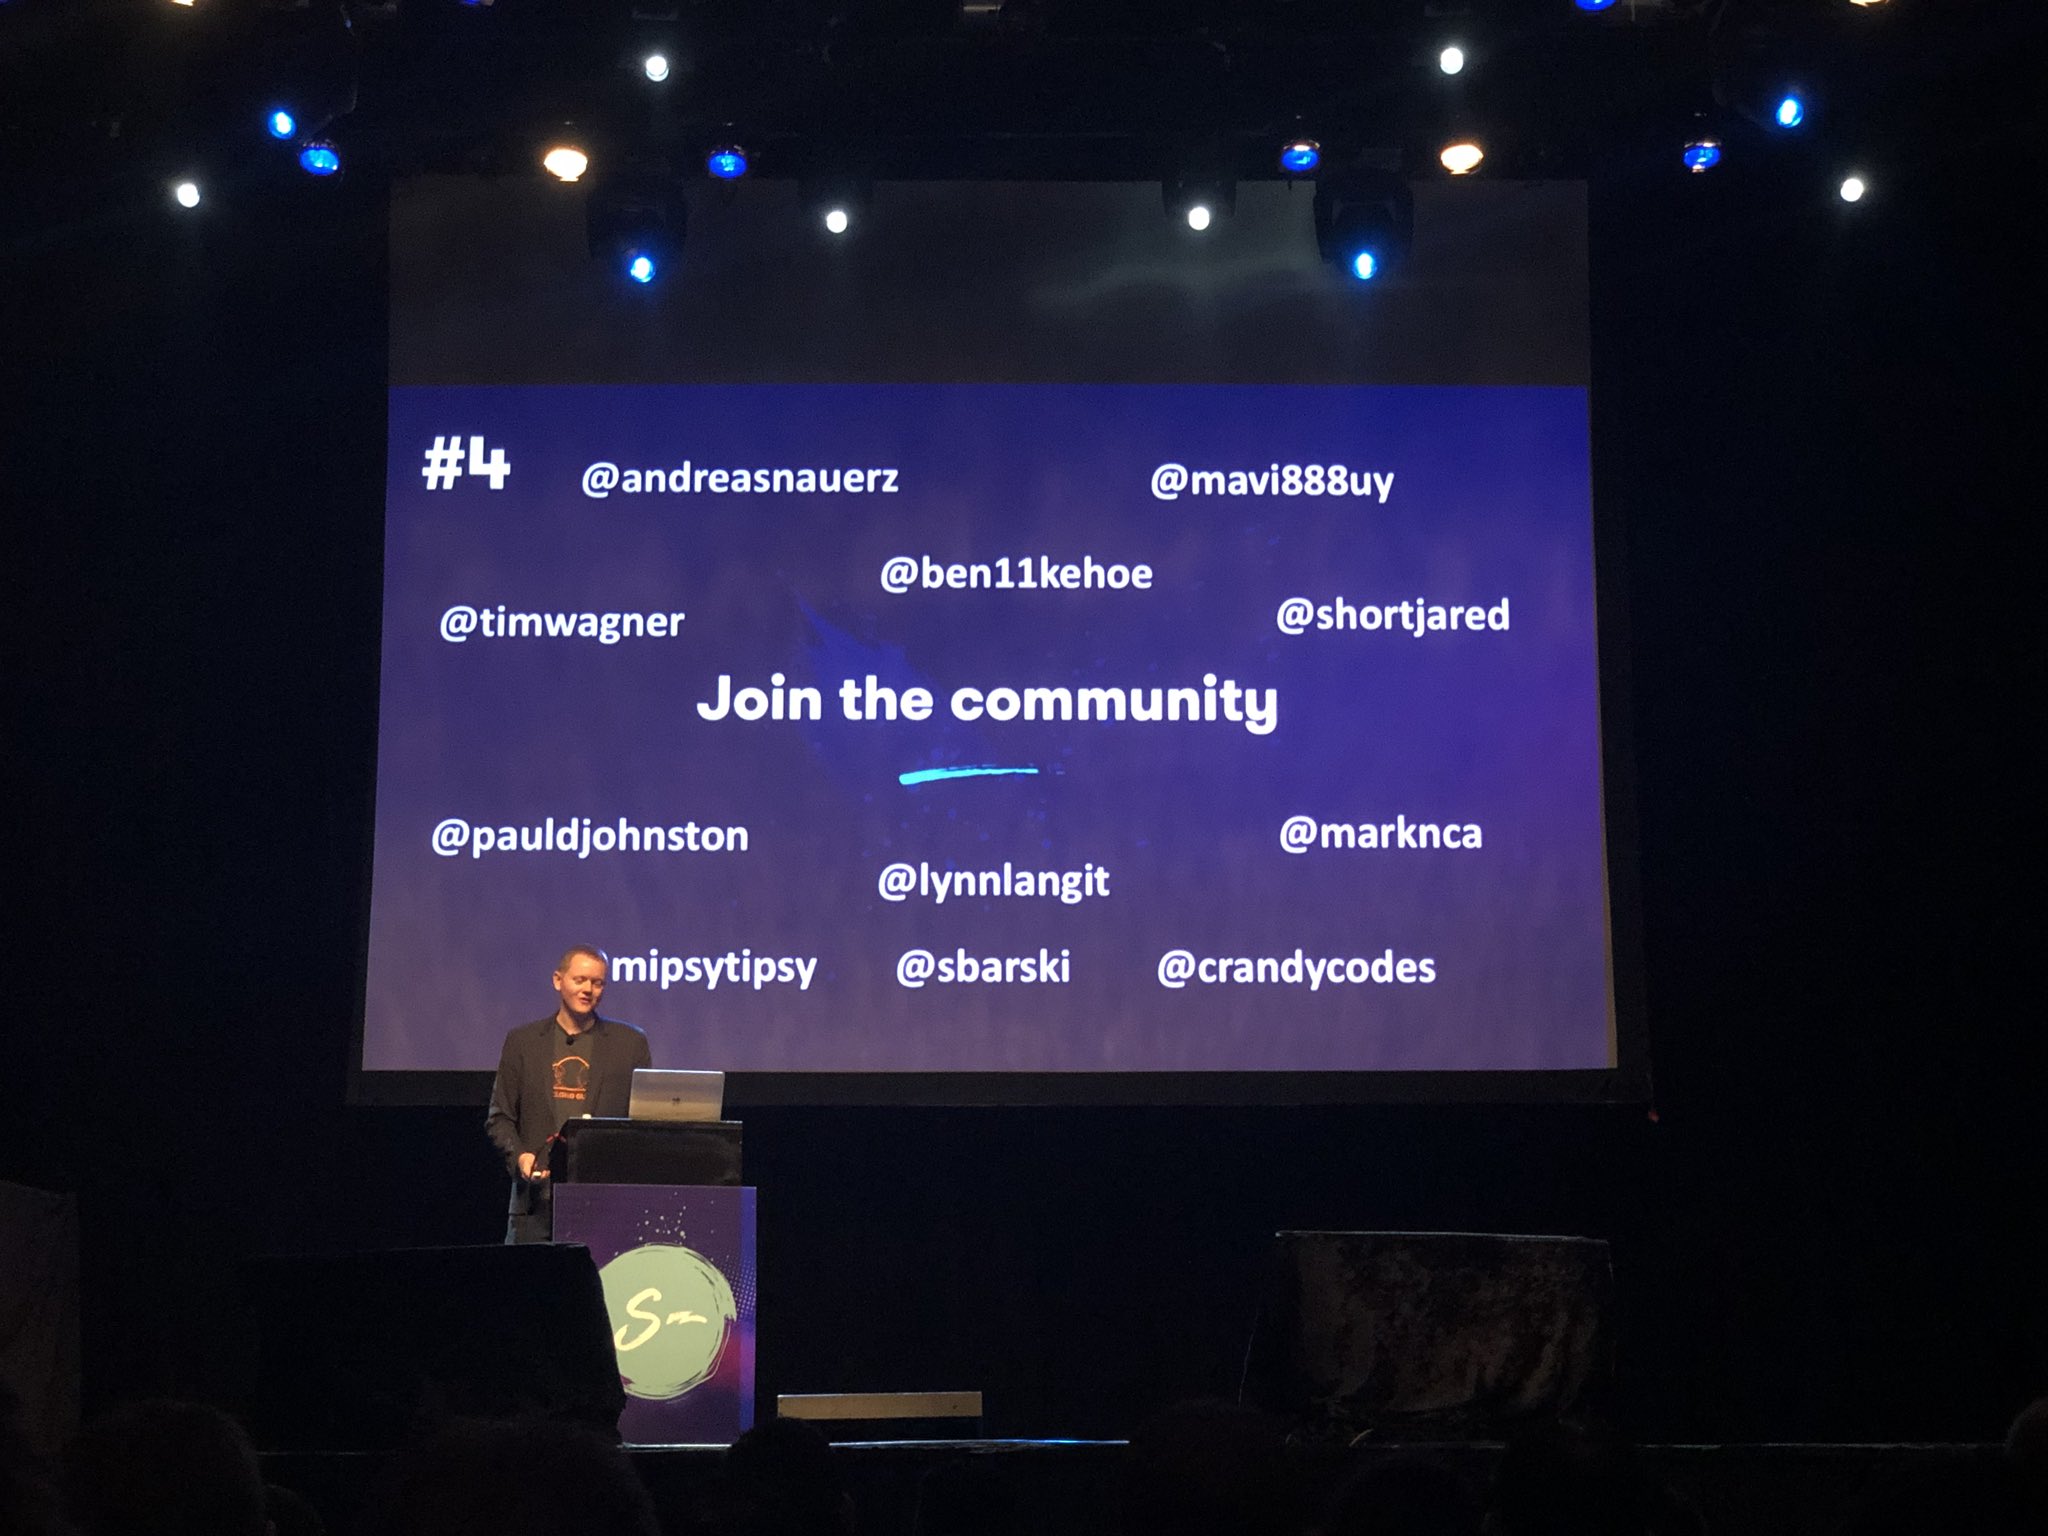 #4
@andreasnauerz
@mavi888uy
@ben11kehoe
@timwagner
@shortjared
Join the community
@pauldjohnston
@marknca
@lynnlangit
mipsytipsy
@sbarski
@crandycodes
S